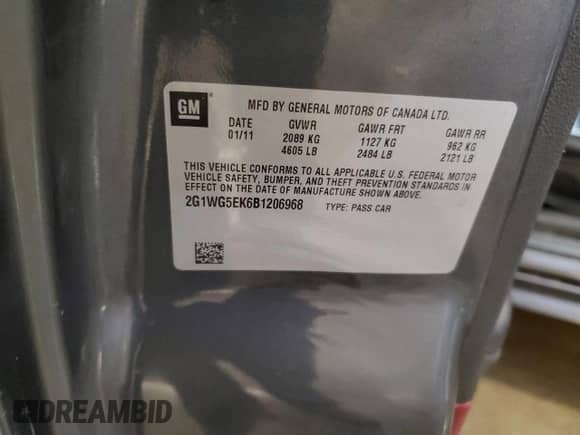 GM ®
MFD BY GENERAL MOTORS OF CANADA LTD.
DATE GVWR GAWR FRT GAWR RR
01/11 2089 KG 1127 KG 962 KG
4605 LB 2484 LB 2121 LB
THIS VEHICLE CONFORMS TO ALL APPLICABLE U.S. FEDERAL MOTOR
VEHICLE SAFETY, BUMPER, AND THEFT PREVENTION STANDARDS IN
EFFECT ON THE DATE OF MANUFACTURE SHOWN ABOVE.
2G1WG5EK6B1206968 TYPE: PASS CAR
DREAMBID